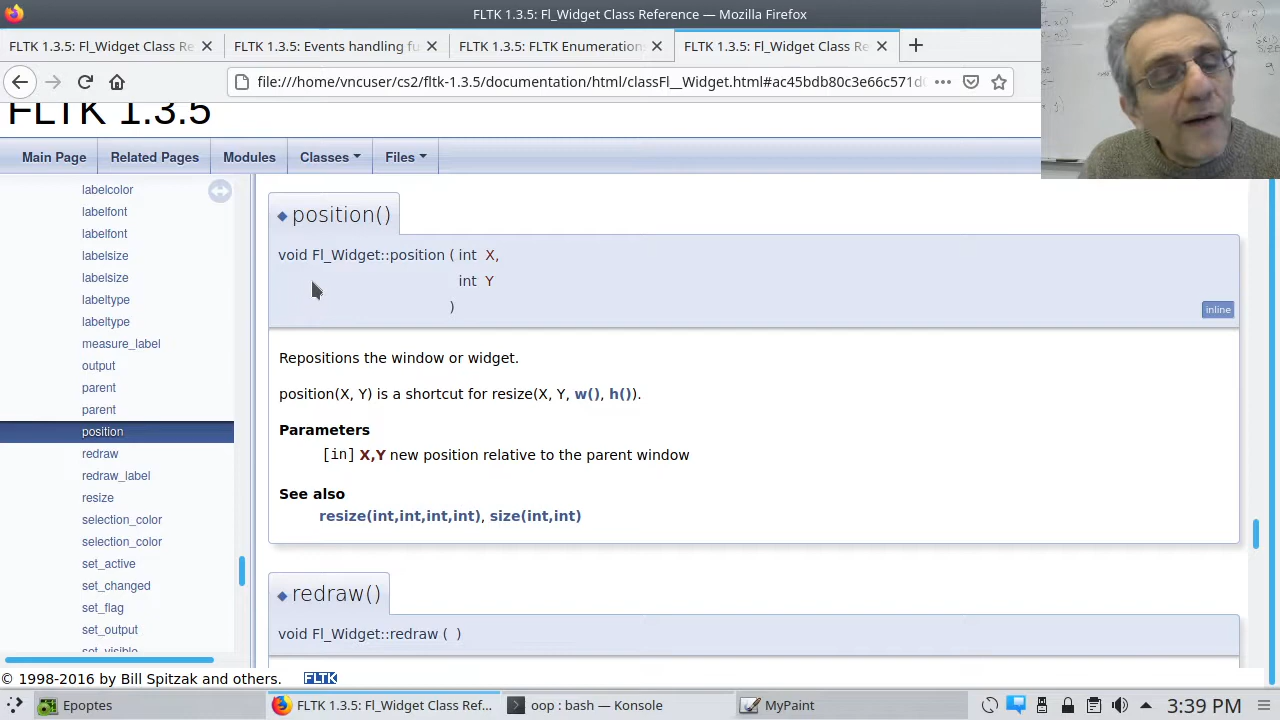 FLTK 1.3.5: Fl_Widget Class Reference — Mozilla Firefox
FLTK 1.3.5: Fl_Widget Class Re
FLTK 1.3.5: Events handling fu
FLTK 1.3.5: FLTK Enumeration
FLTK 1.3.5: Fl_Widget Class Re
file:///home/vncuser/cs2/fltk-1.3.5/documentation/html/classFl__Widget.html#ac45bdb80c3e66c571d
FLTK 1.3.5
Main Page
Related Pages
Modules
Classes
Files
labelcolor
labelfont
labelfont
labelsize
labelsize
labeltype
labeltype
measure_label
output
parent
parent
position
redraw
redraw_label
resize
selection_color
selection_color
set_active
set_changed
set_flag
set_output
set_visible
position()
void Fl_Widget::position ( int X,
int Y
)
inline
Repositions the window or widget.
position(X, Y) is a shortcut for resize(X, Y, w(), h()).
Parameters
[in] X,Y new position relative to the parent window
See also
resize(int,int,int,int), size(int,int)
redraw()
void Fl_Widget::redraw ( )
© 1998-2016 by Bill Spitzak and others.
FLTK
Epoptes
FLTK 1.3.5: Fl_Widget Class Ref...
oop : bash — Konsole
MyPaint
3:39 PM